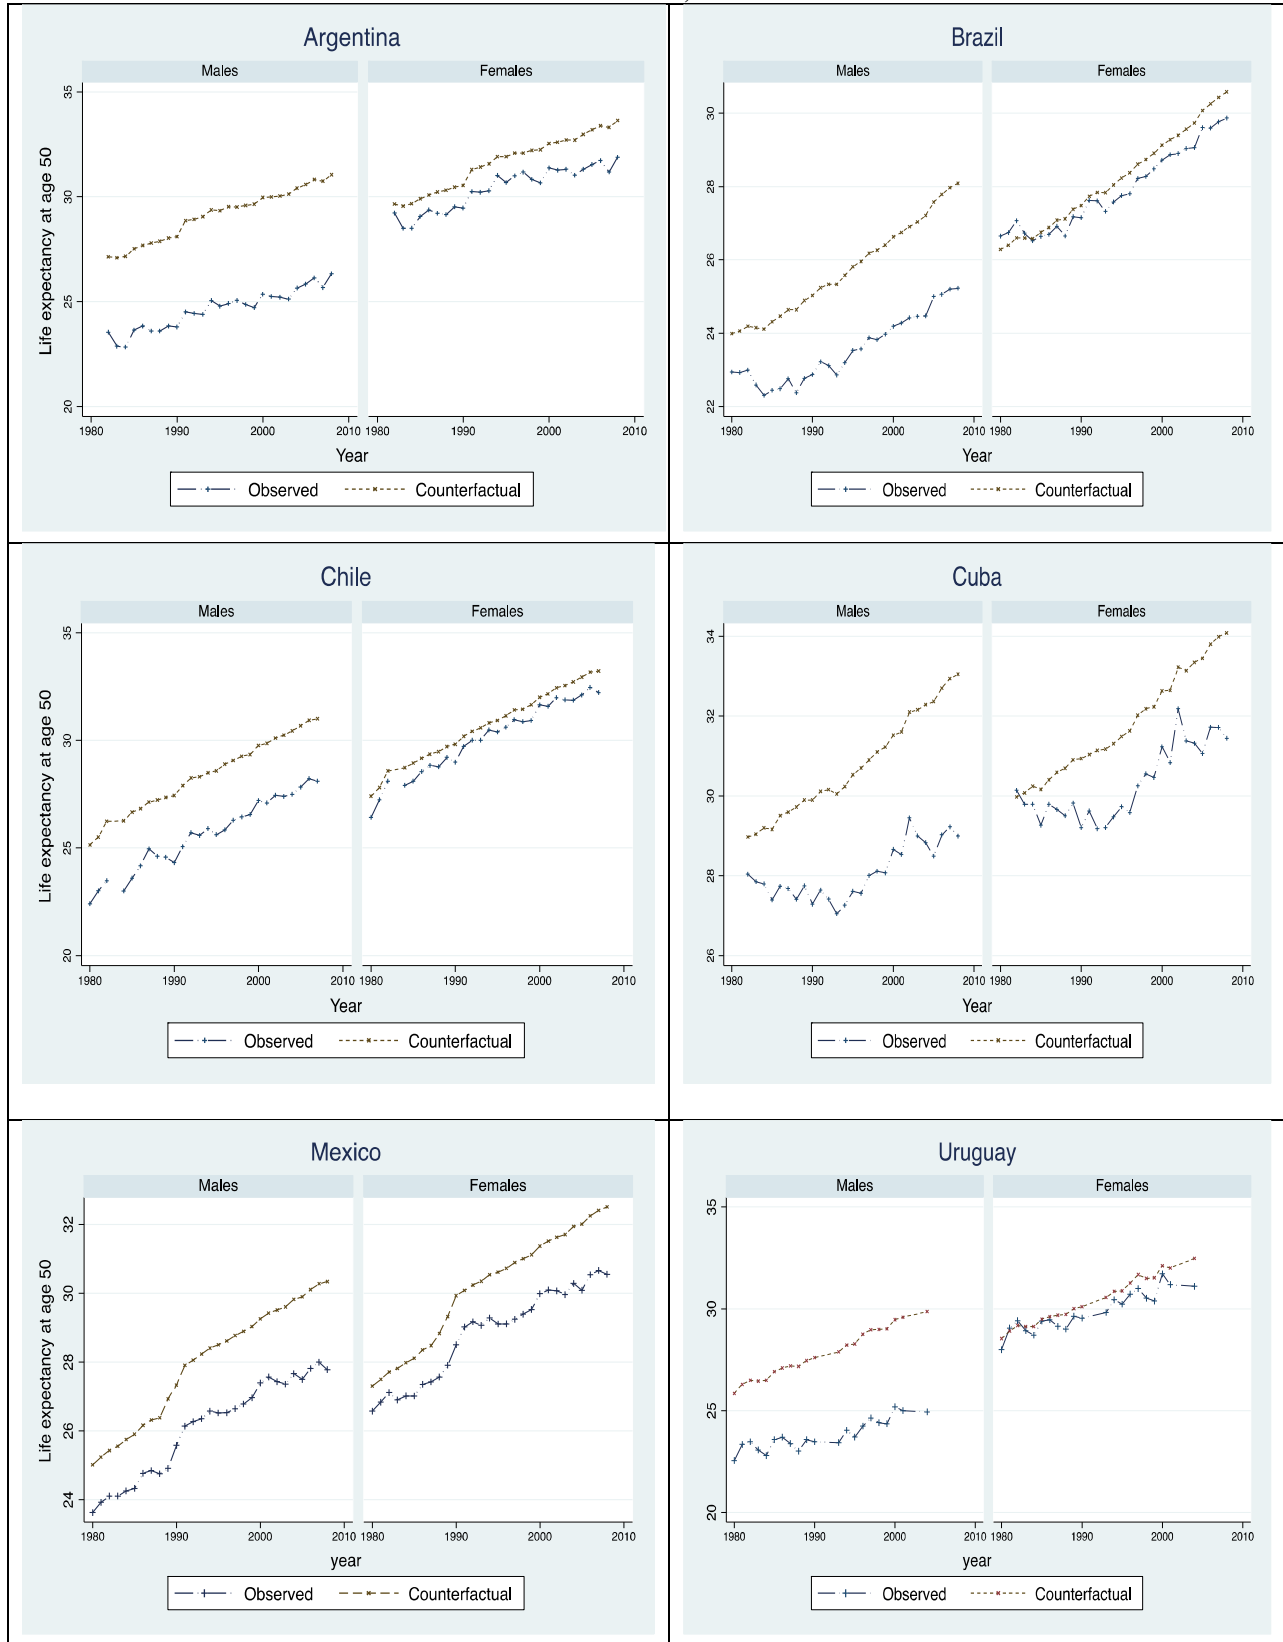 Argentina
Males Females
Life expectancy at age 50
35
30
25
20
1980 1990 2000 2010 1980 1990 2000 2010
Year
Observed Counterfactual
Brazil
Males Females
30
28
26
24
22
1980 1990 2000 2010 1980 1990 2000 2010
Year
Observed Counterfactual
Chile
Males Females
Life expectancy at age 50
35
30
25
20
1980 1990 2000 2010 1980 1990 2000 2010
Year
Observed Counterfactual
Cuba
Males Females
34
32
30
28
26
1980 1990 2000 2010 1980 1990 2000 2010
Year
Observed Counterfactual
Mexico
Males Females
Life expectancy at age 50
32
30
28
26
24
1980 1990 2000 2010 1980 1990 2000 2010
year
Observed Counterfactual
Uruguay
Males Females
35
30
25
20
1980 1990 2000 2010 1980 1990 2000 2010
year
Observed Counterfactual